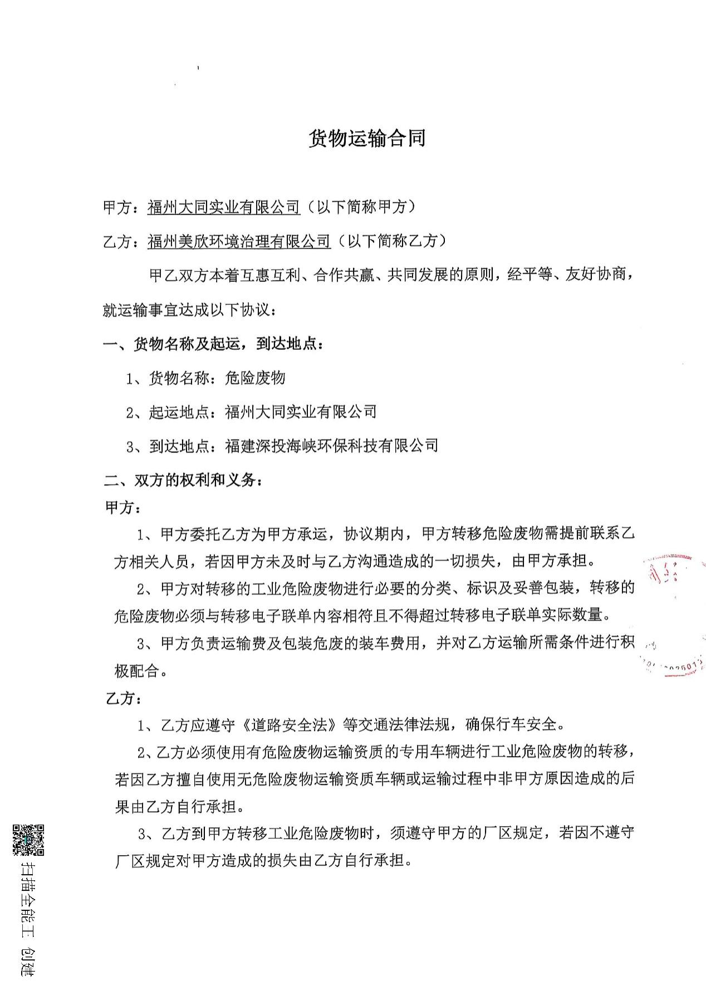 货物运输合同
甲方：福州大同实业有限公司（以下简称甲方）
乙方：福州美欣环境治理有限公司（以下简称乙方）
甲乙双方本着互惠互利、合作共赢、共同发展的原则，经平等、友好协商，
就运输事宜达成以下协议：
一、货物名称及起运，到达地点：
1、货物名称：危险废物
2、起运地点：福州大同实业有限公司
3、到达地点：福建深投海峡环保科技有限公司
二、双方的权利和义务：
甲方：
1、甲方委托乙方为甲方承运，协议期内，甲方转移危险废物需提前联系乙
方相关人员，若因甲方未及时与乙方沟通造成的一切损失，由甲方承担。
2、甲方对转移的工业危险废物进行必要的分类、标识及妥善包装，转移的
危险废物必须与转移电子联单内容相符且不得超过转移电子联单实际数量。
3、甲方负责运输费及包装危废的装车费用，并对乙方运输所需条件进行积
极配合。
乙方：
1、乙方应遵守《道路安全法》等交通法律法规，确保行车安全。
2、乙方必须使用有危险废物运输资质的专用车辆进行工业危险废物的转移，
若因乙方擅自使用无危险废物运输资质车辆或运输过程中非甲方原因造成的后
果由乙方自行承担。
3、乙方到甲方转移工业危险废物时，须遵守甲方的厂区规定，若因不遵守
厂区规定对甲方造成的损失由乙方自行承担。
扫描全能王 创建